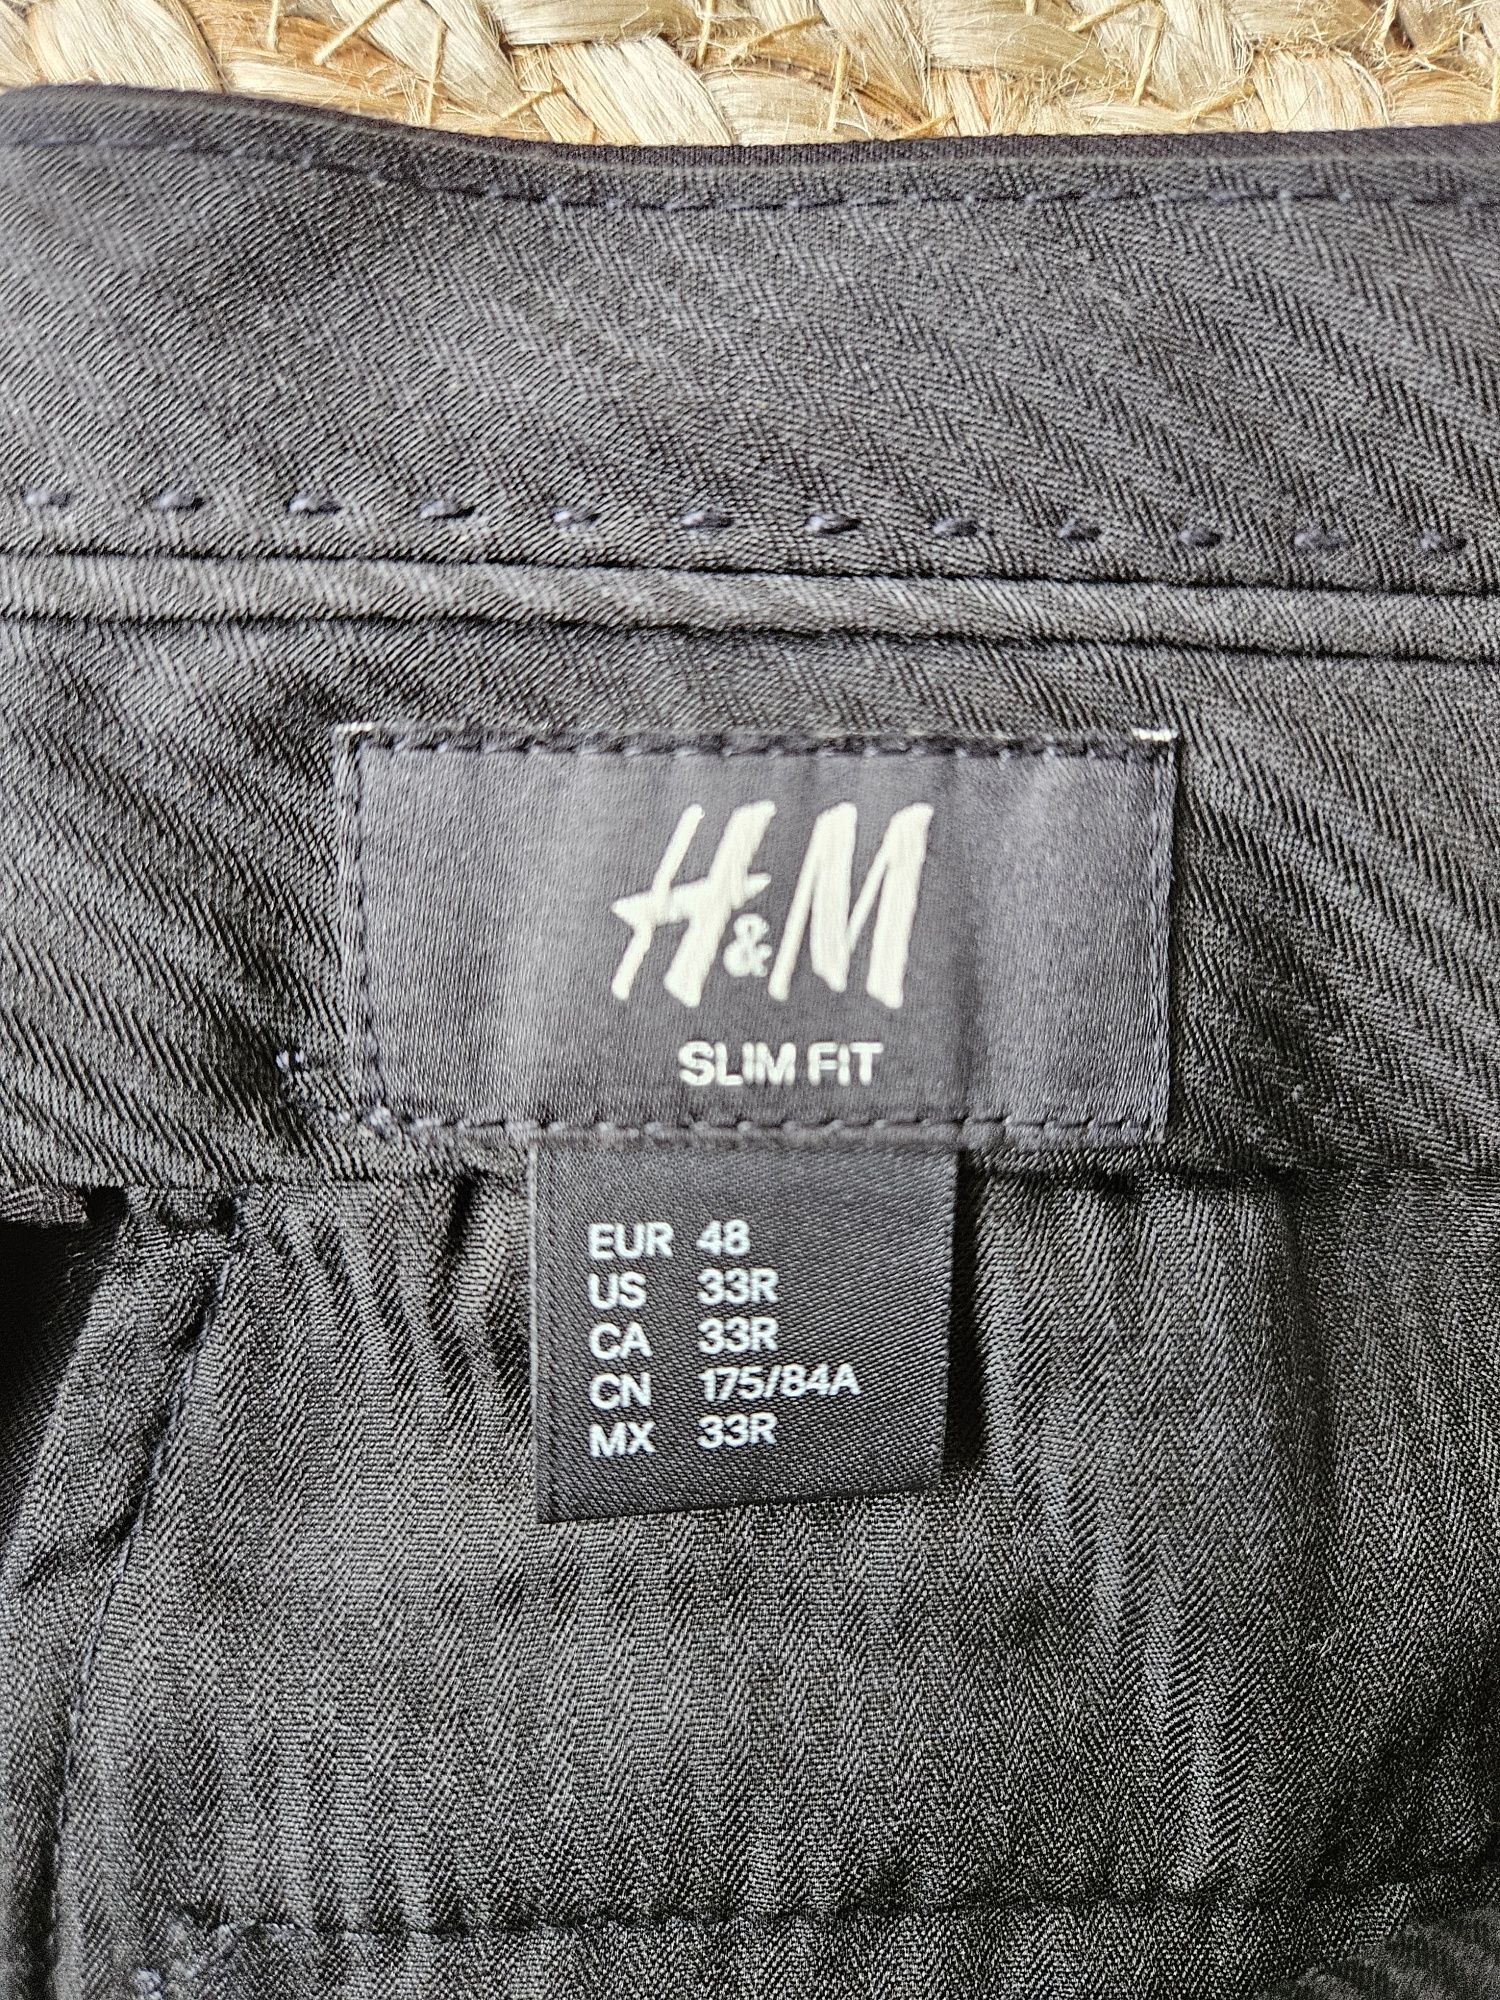 H&M
SLIM FIT
EUR 48
US 33R
CA 33R
CN 175/84A
MX 33R